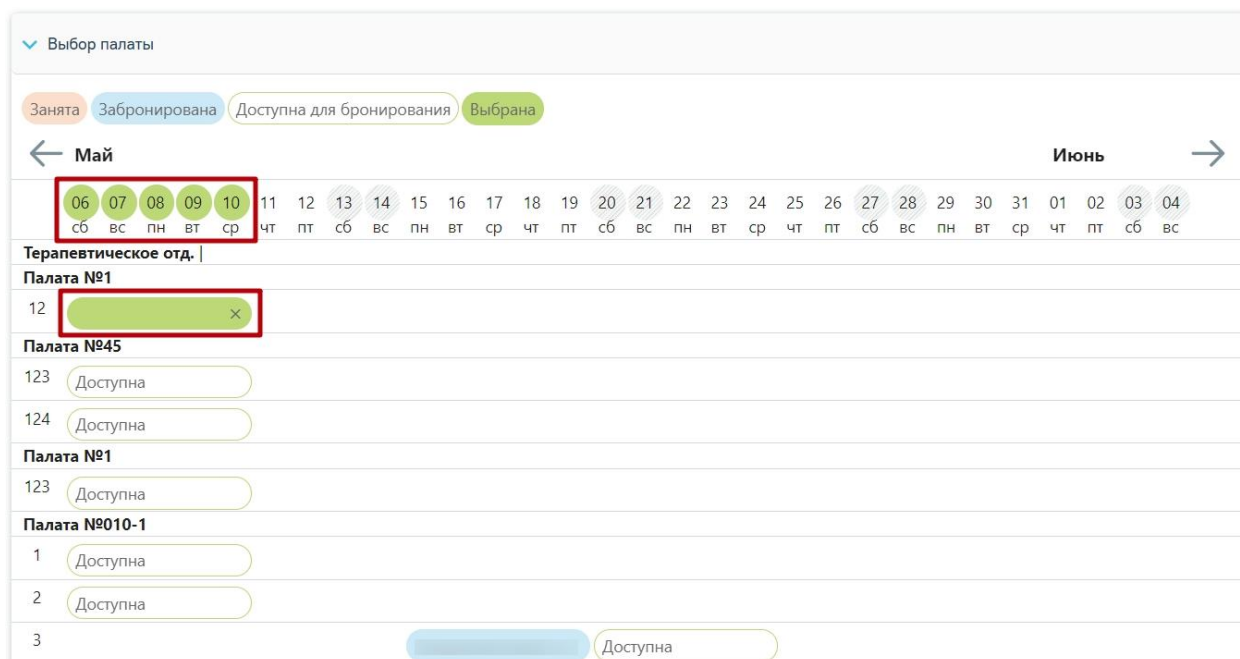 Выбор палаты
Занята Забронирована Доступна для бронирования Выбрана
Май Июнь
06 07 08 09 10 11 12 13 14 15 16 17 18 19 20 21 22 23 24 25 26 27 28 29 30 31 01 02 03 04
сб вс пн вт ср чт пт сб вс пн вт ср чт пт сб вс пн вт ср чт пт сб вс пн вт ср чт пт сб вс
Терапевтическое отд. |
Палата №1
12 ×
Палата №45
123 Доступна
124 Доступна
Палата №1
123 Доступна
Палата №010-1
1 Доступна
2 Доступна
3 Доступна